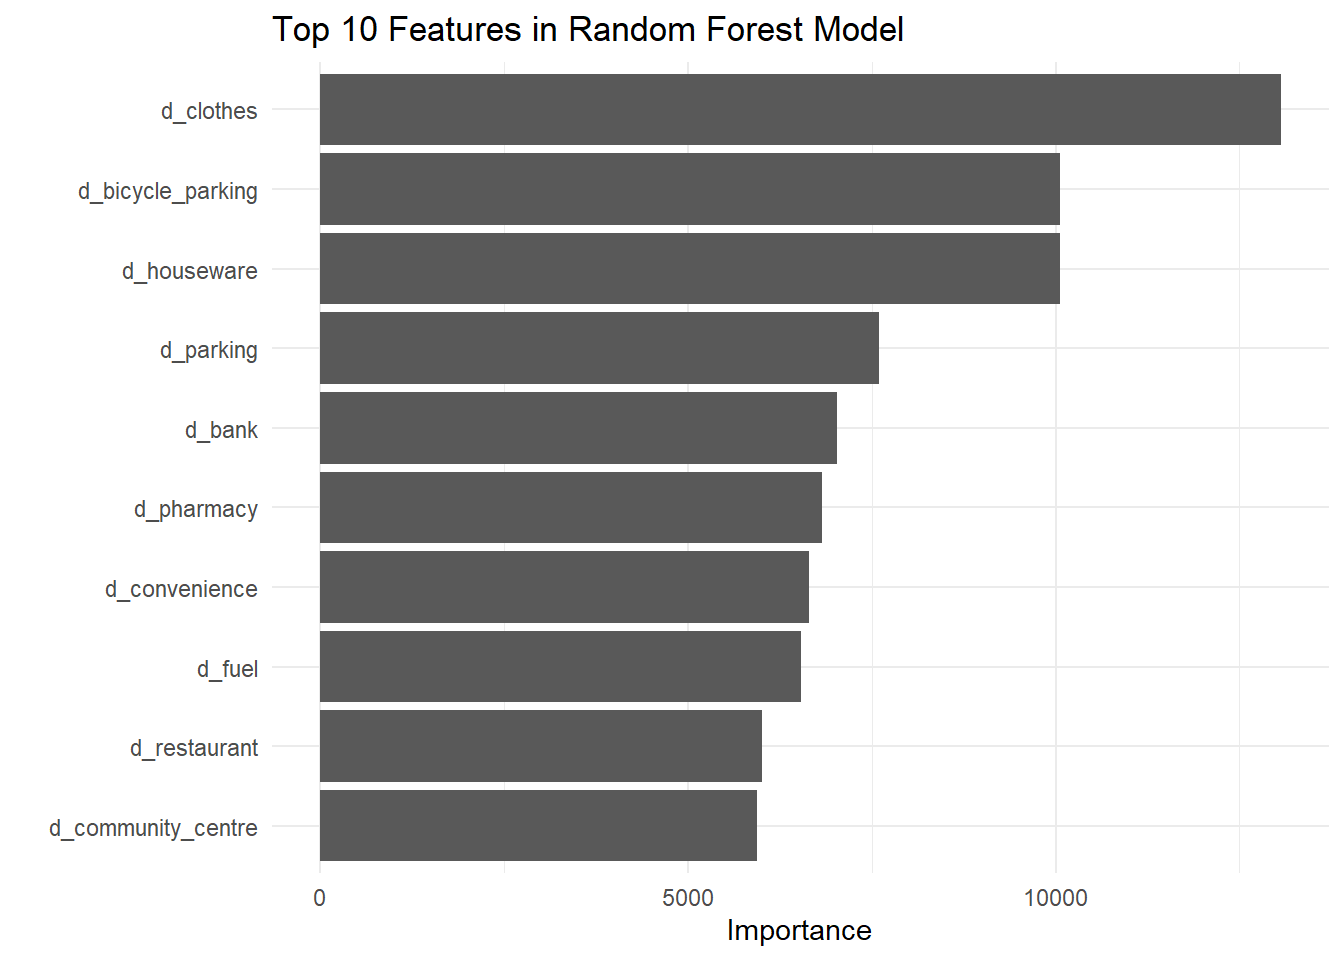 Top 10 Features in Random Forest Model
d_clothes
d_bicycle_parking
d_houseware
d_parking
d_bank
d_pharmacy
d_convenience
d_fuel
d_restaurant
d_community_centre
0 5000 10000
Importance